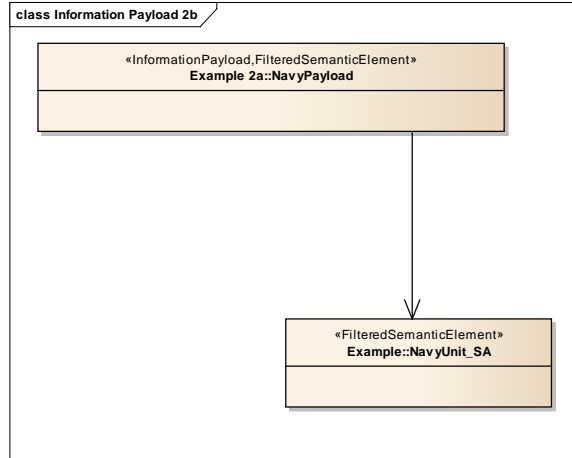 class Information Payload 2b
«InformationPayload,FilteredSemanticElement»
Example 2a::NavyPayload
«FilteredSemanticElement»
Example::NavyUnit_SA